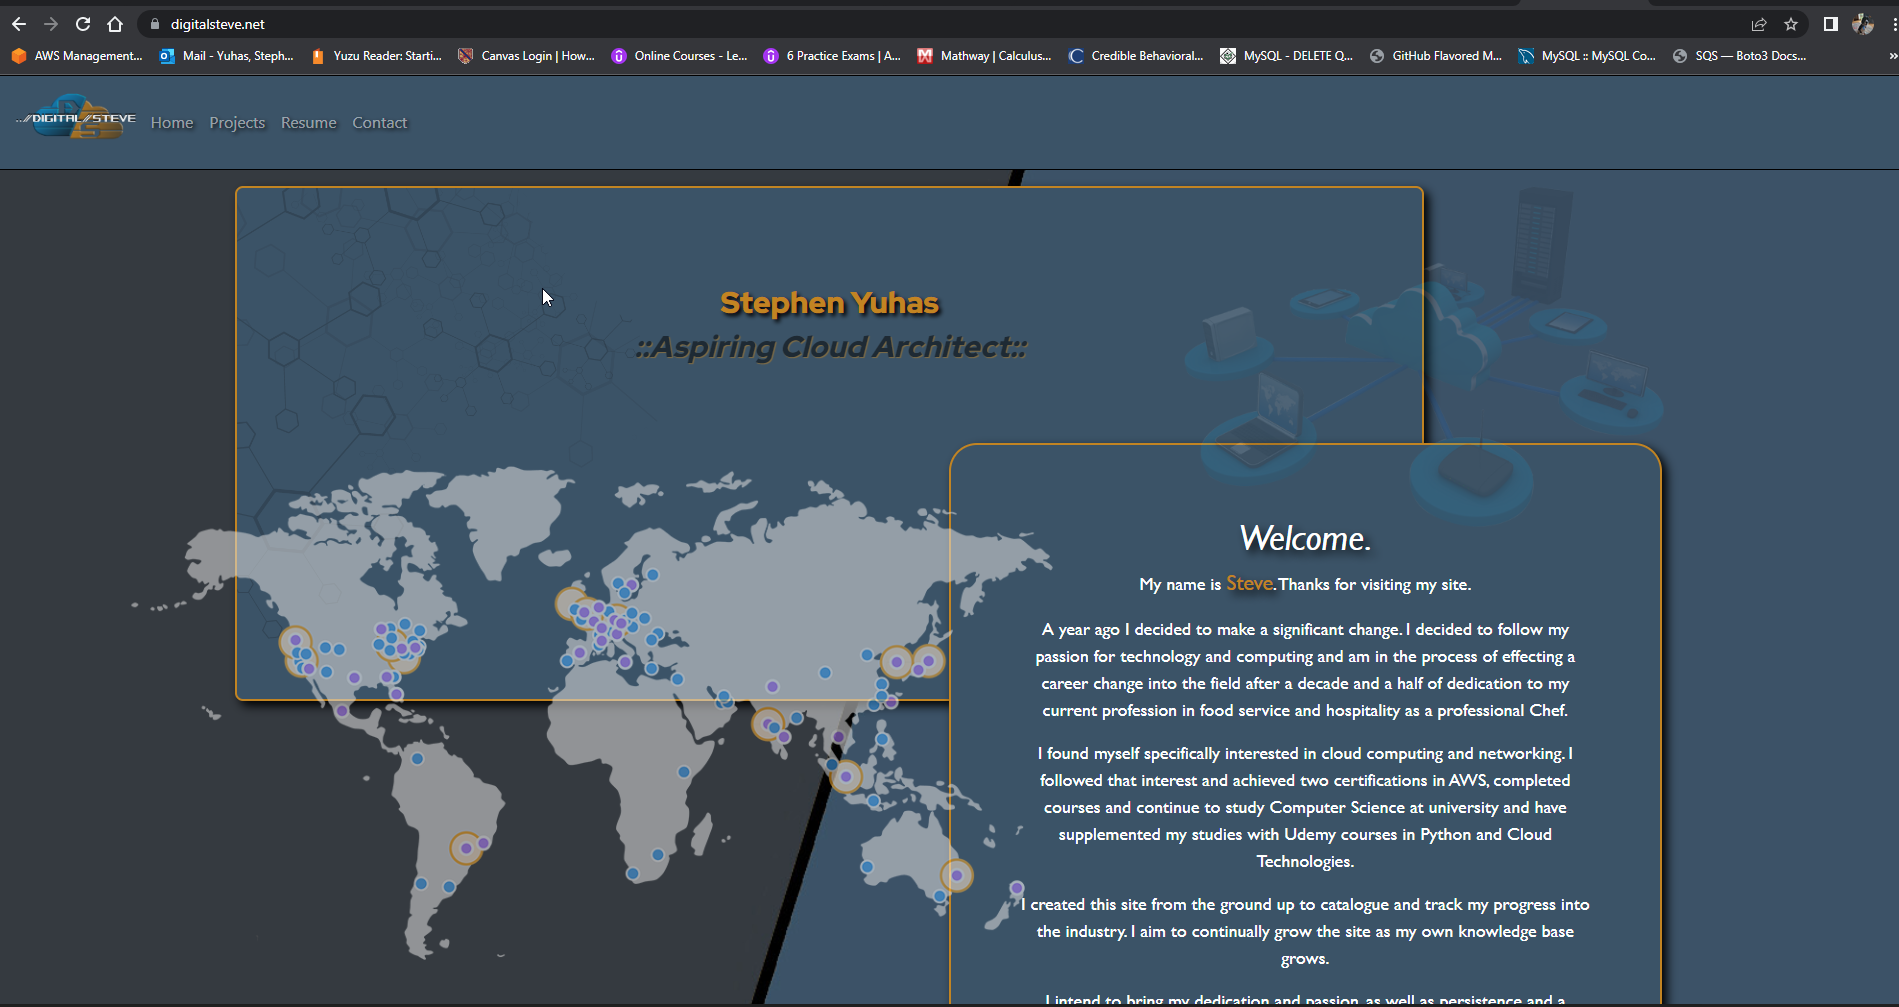 digitalsteve.net
AWS Management...
Mail - Yuhas, Steph...
Yuzu Reader: Starti...
Canvas Login | How...
Online Courses - Le...
6 Practice Exams | A...
Mathway | Calculus...
Credible Behavioral...
MySQL - DELETE Q...
GitHub Flavored M...
MySQL :: MySQL Co...
SQS — Boto3 Docs...
../DIGITAL//STEVE
Home
Projects
Resume
Contact
Stephen Yuhas
::Aspiring Cloud Architect::
Welcome.
My name is Steve.Thanks for visiting my site.
A year ago I decided to make a significant change. I decided to follow my
passion for technology and computing and am in the process of effecting a
career change into the field after a decade and a half of dedication to my
current profession in food service and hospitality as a professional Chef.
I found myself specifically interested in cloud computing and networking. I
followed that interest and achieved two certifications in AWS, completed
courses and continue to study Computer Science at university and have
supplemented my studies with Udemy courses in Python and Cloud
Technologies.
I created this site from the ground up to catalogue and track my progress into
the industry. I aim to continually grow the site as my own knowledge base
grows.
I intend to bring my dedication and passion, as well as persistence and a